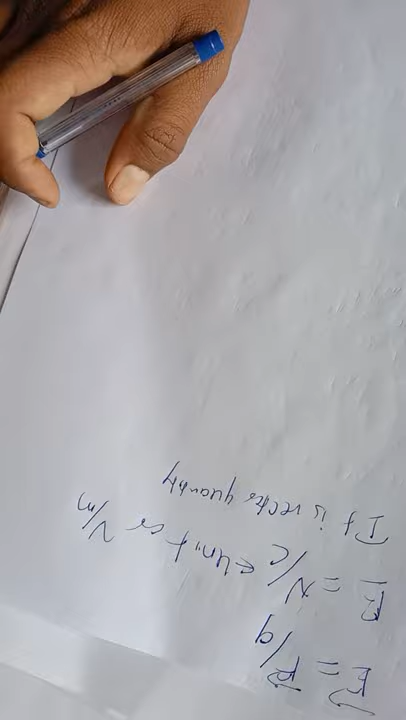 E⃗ = F⃗/q
E = N/C ← unit or V/m
It is vector quantity